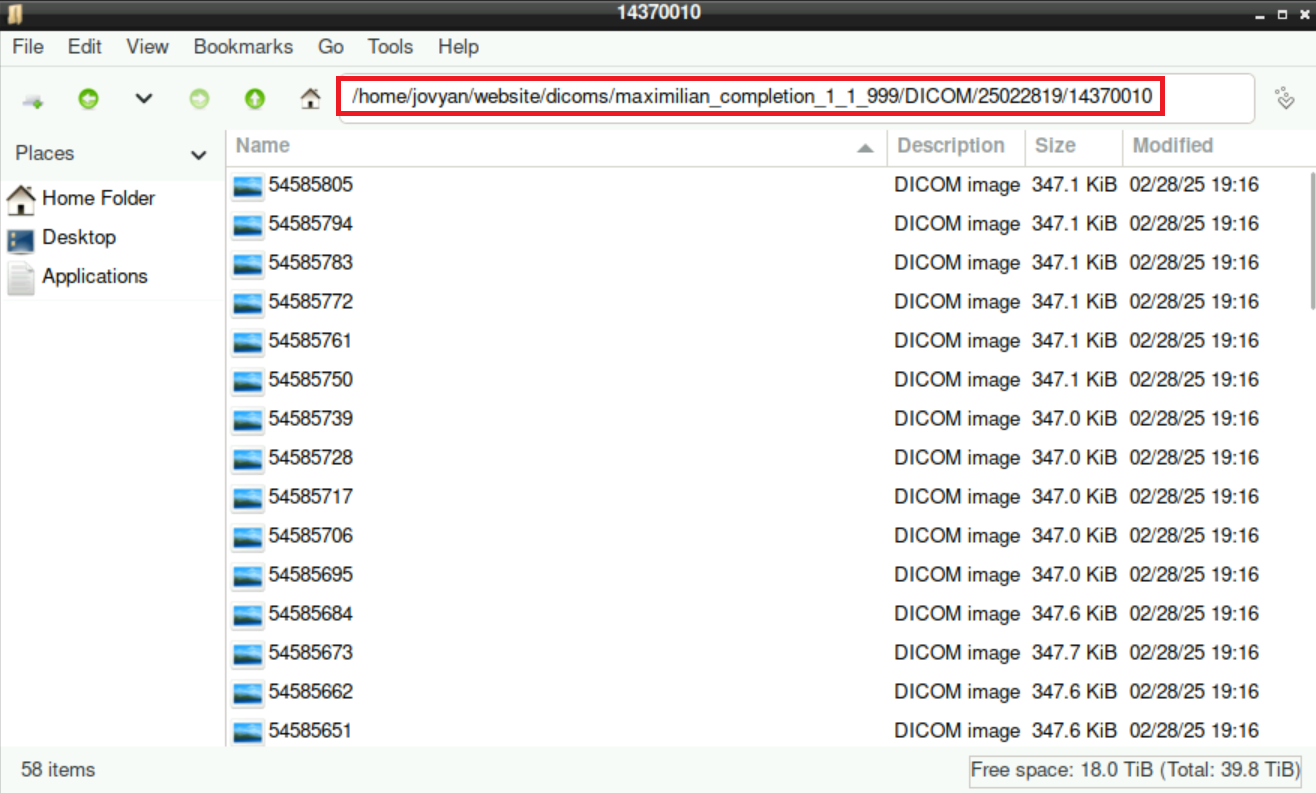 14370010
File Edit View Bookmarks Go Tools Help
/home/jovyan/website/dicoms/maximilian_completion_1_1_999/DICOM/25022819/14370010
Places
Home Folder
Desktop
Applications
Name Description Size Modified
54585805 DICOM image 347.1 KiB 02/28/25 19:16
54585794 DICOM image 347.1 KiB 02/28/25 19:16
54585783 DICOM image 347.1 KiB 02/28/25 19:16
54585772 DICOM image 347.1 KiB 02/28/25 19:16
54585761 DICOM image 347.1 KiB 02/28/25 19:16
54585750 DICOM image 347.1 KiB 02/28/25 19:16
54585739 DICOM image 347.0 KiB 02/28/25 19:16
54585728 DICOM image 347.0 KiB 02/28/25 19:16
54585717 DICOM image 347.0 KiB 02/28/25 19:16
54585706 DICOM image 347.0 KiB 02/28/25 19:16
54585695 DICOM image 347.0 KiB 02/28/25 19:16
54585684 DICOM image 347.6 KiB 02/28/25 19:16
54585673 DICOM image 347.7 KiB 02/28/25 19:16
54585662 DICOM image 347.6 KiB 02/28/25 19:16
54585651 DICOM image 347.6 KiB 02/28/25 19:16
58 items
Free space: 18.0 TiB (Total: 39.8 TiB)